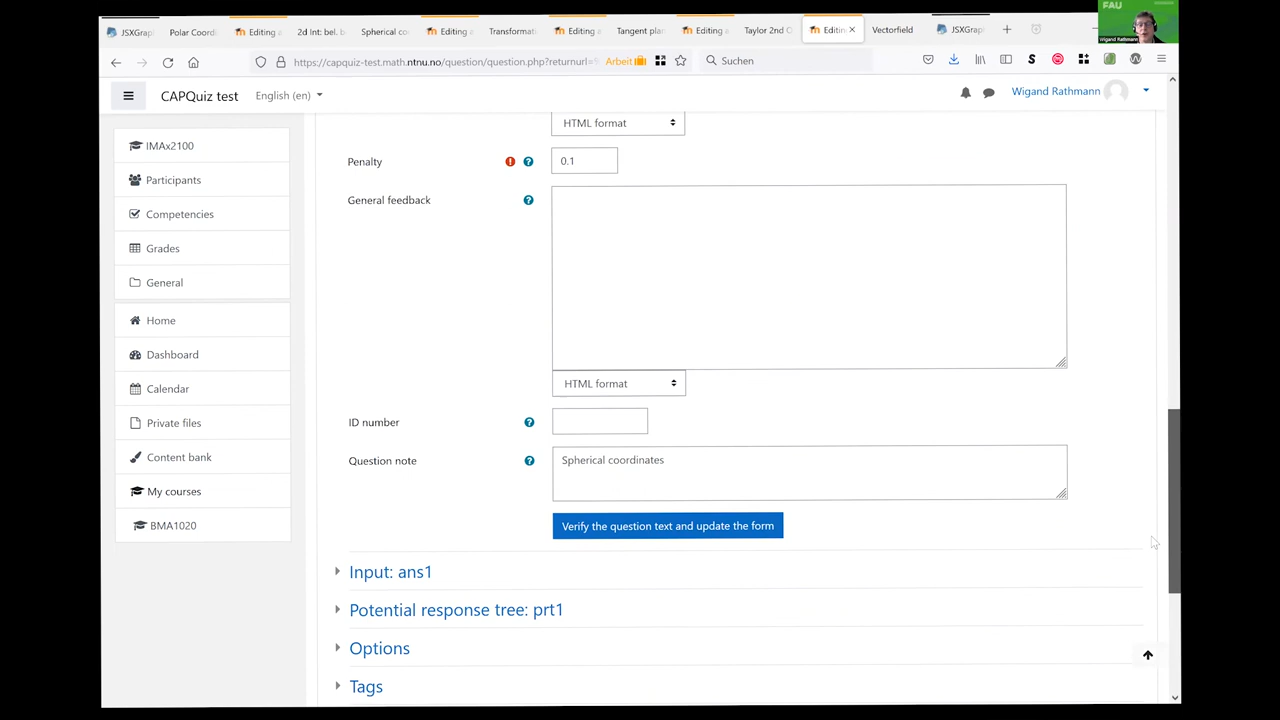 FAU
Wigand Rathmann
JSXGrap
Polar Coordi
Editing a
2d Int: bel. b
Spherical co
Editing a
Transformati
Editing a
Tangent plan
Editing a
Taylor 2nd O
Editin
Vectorfield
JSXGrap
https://capquiz-test.math.ntnu.no/question/question.php?returnurl=
Arbeit
Suchen
CAPQuiz test
English (en)
Wigand Rathmann
IMAx2100
Participants
Competencies
Grades
General
Home
Dashboard
Calendar
Private files
Content bank
My courses
BMA1020
HTML format
Penalty
0.1
General feedback
HTML format
ID number
Question note
Spherical coordinates
Verify the question text and update the form
Input: ans1
Potential response tree: prt1
Options
Tags